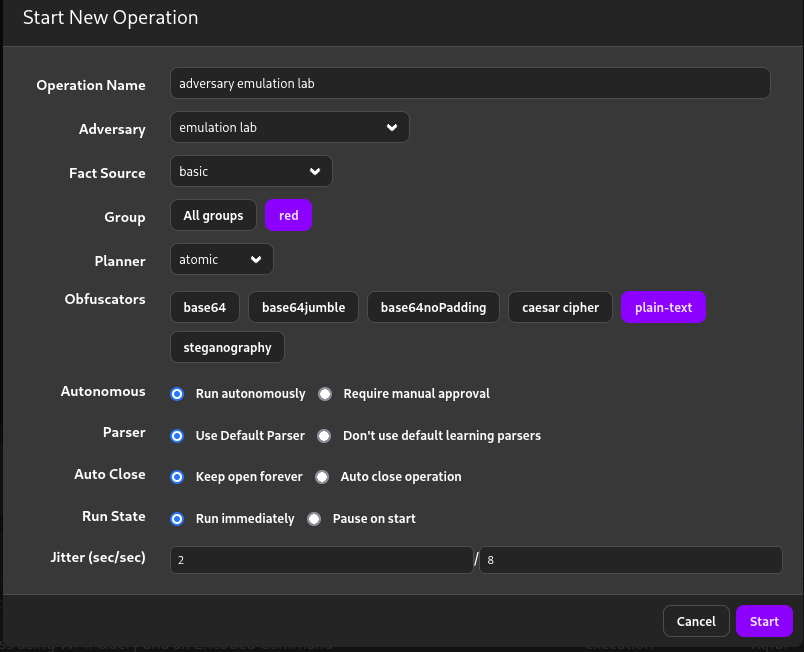 Start New Operation
Operation Name adversary emulation lab
Adversary emulation lab
Fact Source basic
Group All groups red
Planner atomic
Obfuscators base64 base64jumble base64noPadding caesar cipher plain-text
steganography
Autonomous Run autonomously Require manual approval
Parser Use Default Parser Don't use default learning parsers
Auto Close Keep open forever Auto close operation
Run State Run immediately Pause on start
Jitter (sec/sec) 2 / 8
Cancel Start